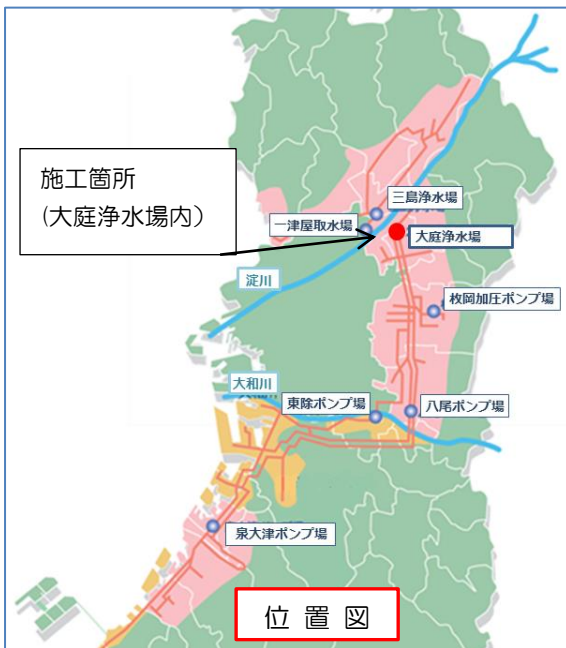 施工箇所
(大庭浄水場内)
三島浄水場
一津屋取水場
大庭浄水場
淀川
枚岡加圧ポンプ場
大和川
東除ポンプ場
八尾ポンプ場
泉大津ポンプ場
位置図